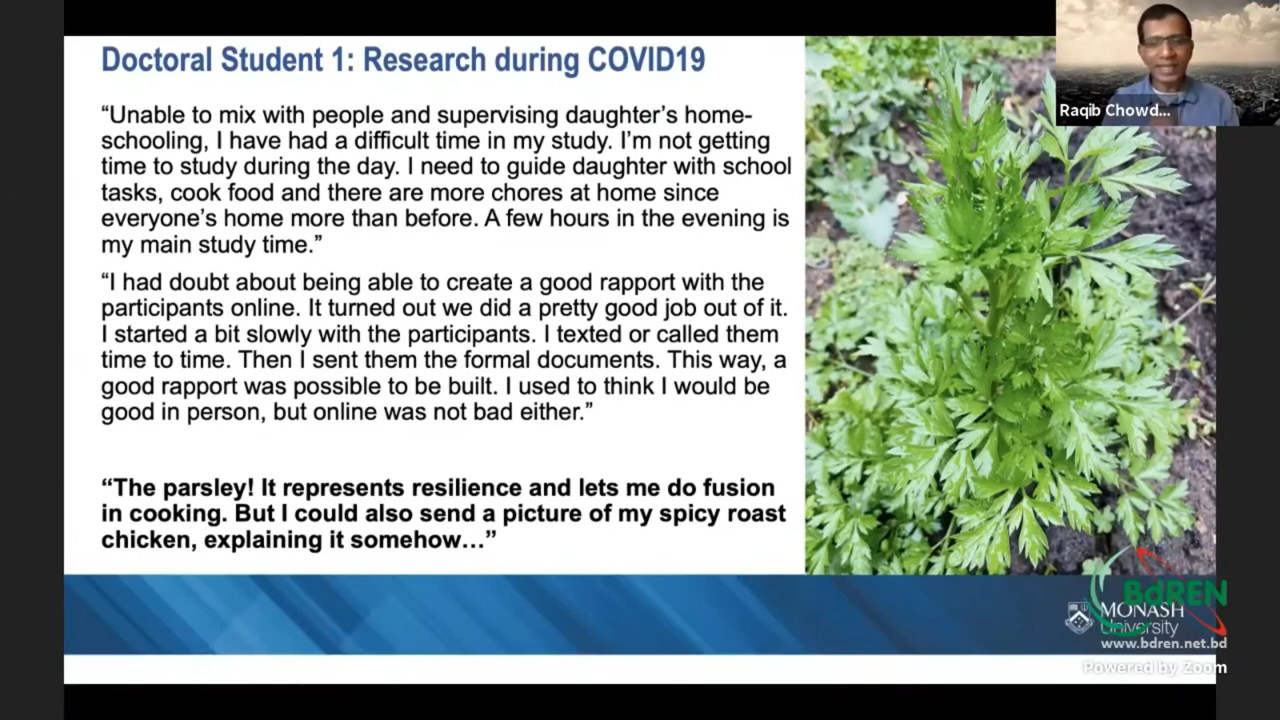 Doctoral Student 1: Research during COVID19
Raqib Chowd...
“Unable to mix with people and supervising daughter’s home-
schooling, I have had a difficult time in my study. I’m not getting
time to study during the day. I need to guide daughter with school
tasks, cook food and there are more chores at home since
everyone’s home more than before. A few hours in the evening is
my main study time.”
“I had doubt about being able to create a good rapport with the
participants online. It turned out we did a pretty good job out of it.
I started a bit slowly with the participants. I texted or called them
time to time. Then I sent them the formal documents. This way, a
good rapport was possible to be built. I used to think I would be
good in person, but online was not bad either.”
“The parsley! It represents resilience and lets me do fusion
in cooking. But I could also send a picture of my spicy roast
chicken, explaining it somehow…”
BdREN
MONASH
University
www.bdren.net.bd
Powered by Zoom